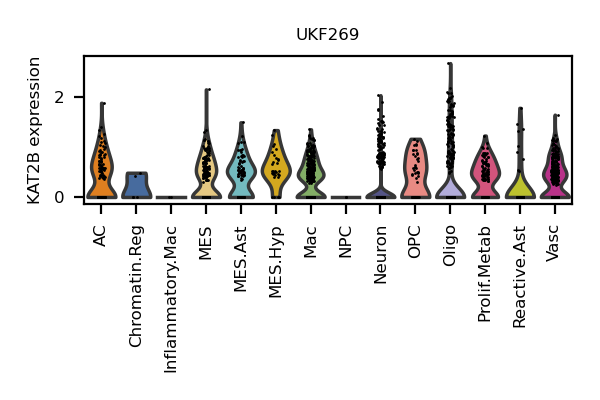 UKF269
KAT2B expression
2
0
AC
Chromatin.Reg
Inflammatory.Mac
MES
MES.Ast
MES.Hyp
Mac
NPC
Neuron
OPC
Oligo
Prolif.Metab
Reactive.Ast
Vasc